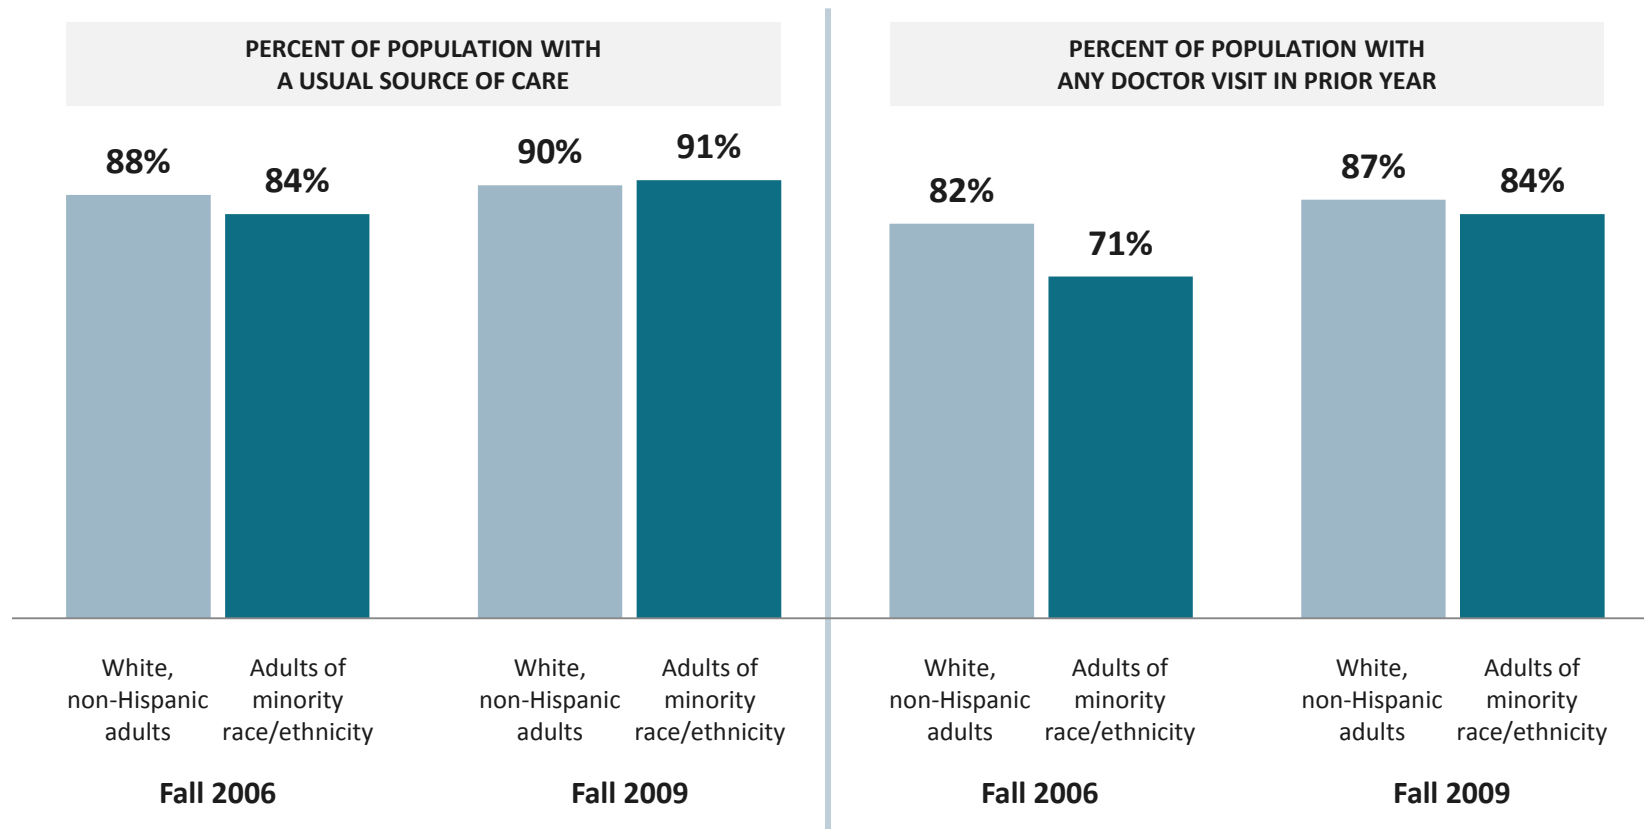 PERCENT OF POPULATION WITH
A USUAL SOURCE OF CARE
88%
84%
90%
91%
White,
non-Hispanic
adults
Adults of
minority
race/ethnicity
White,
non-Hispanic
adults
Adults of
minority
race/ethnicity
Fall 2006
Fall 2009
PERCENT OF POPULATION WITH
ANY DOCTOR VISIT IN PRIOR YEAR
82%
71%
87%
84%
White,
non-Hispanic
adults
Adults of
minority
race/ethnicity
White,
non-Hispanic
adults
Adults of
minority
race/ethnicity
Fall 2006
Fall 2009